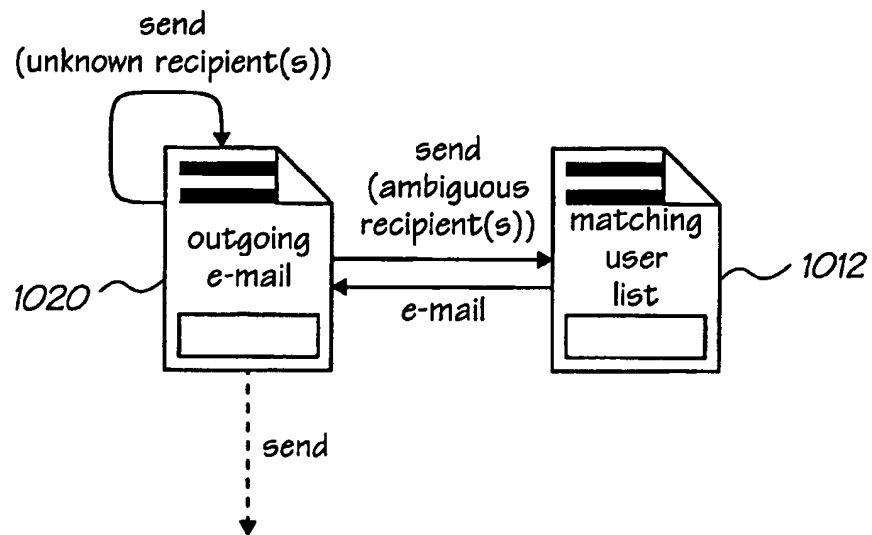 send
(unknown recipient(s))
send
(ambiguous
recipient(s))
outgoing
e-mail
matching
user
list
1020
1012
e-mail
send